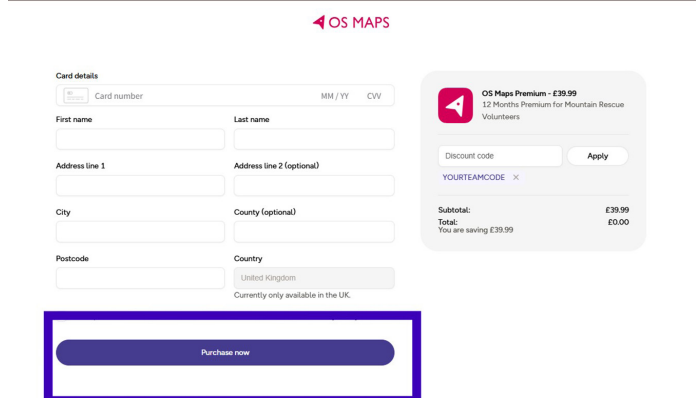 OS MAPS
Card details
Card number MM / YY CVV
First name Last name
Address line 1 Address line 2 (optional)
City County (optional)
Postcode Country
United Kingdom
Currently only available in the UK.
Purchase now
OS Maps Premium - £39.99
12 Months Premium for Mountain Rescue
Volunteers
Discount code Apply
YOURTEAMCODE ×
Subtotal: £39.99
Total: £0.00
You are saving £39.99